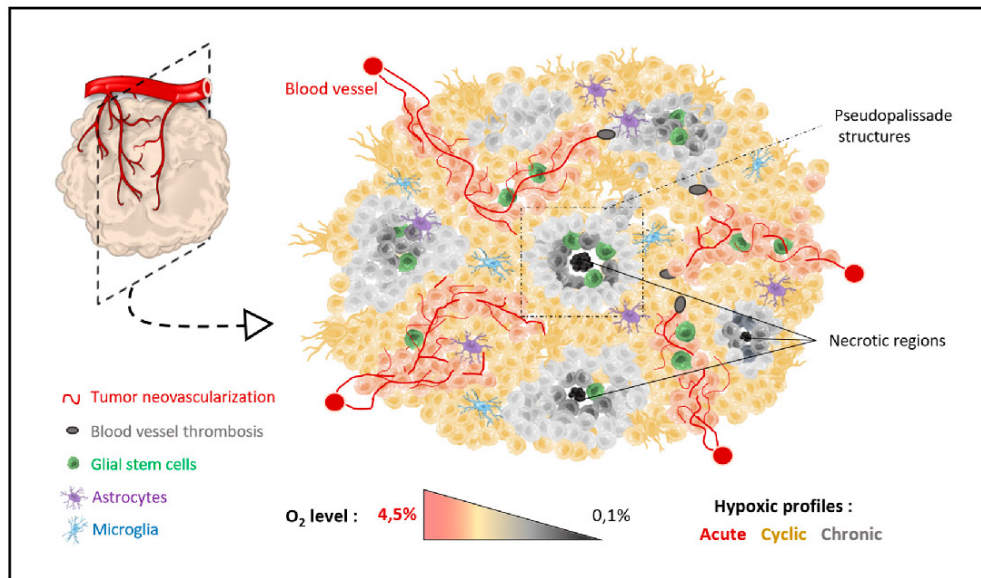 Blood vessel
Pseudopalissade
structures
Necrotic regions
Tumor neovascularization
Blood vessel thrombosis
Glial stem cells
Astrocytes
Microglia
O₂ level : 4,5% 0,1%
Hypoxic profiles :
Acute Cyclic Chronic